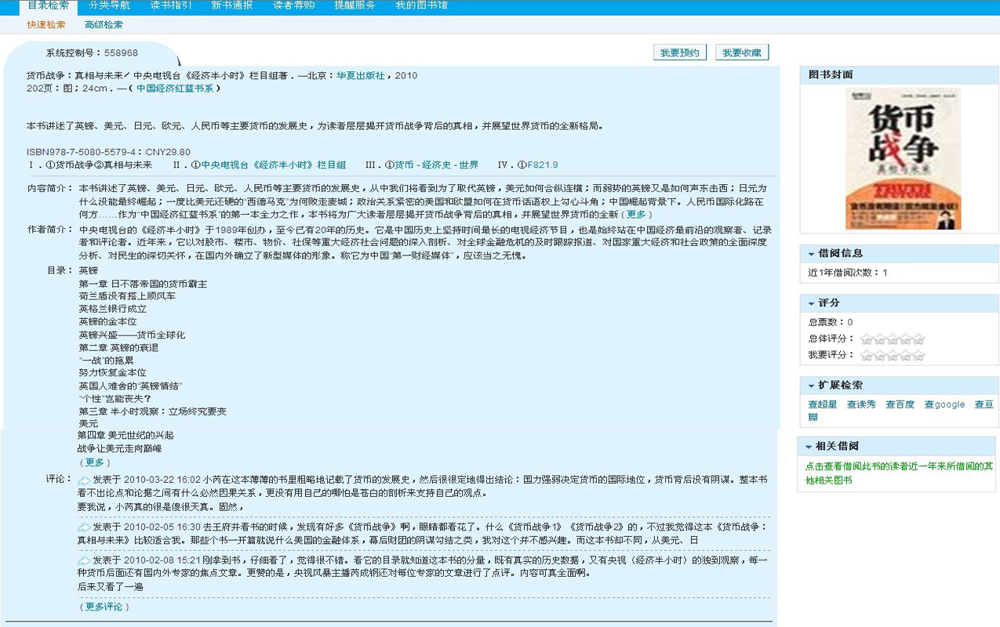 目录检索 分类导航 读书指引 新书通报 读者荐购 提醒服务 我的图书馆
快速检索 高级检索
系统控制号：558968
我要预约 我要收藏
货币战争：真相与未来／中央电视台《经济半小时》栏目组著．—北京：华夏出版社，2010
202页：图；24cm．—（中国经济红蓝书系）
本书讲述了英镑、美元、日元、欧元、人民币等主要货币的发展史，为读者层层揭开货币战争背后的真相，并展望世界货币的全新格局。
ISBN978-7-5080-5579-4：CNY29.80
Ⅰ．①货币战争②真相与未来 Ⅱ．①中央电视台《经济半小时》栏目组 Ⅲ．①货币－经济史－世界 Ⅳ．①F821.9
内容简介： 本书讲述了英镑、美元、日元、欧元、人民币等主要货币的发展史，从中我们将看到为了取代英镑，美元如何合纵连横；而弱势的英镑又是如何声东击西；日元为
什么没能最终崛起；一度比美元还硬的“西德马克”为何败走麦城；政治关系紧密的美国和欧盟如何在货币话语权上勾心斗角；中国崛起背景下。人民币国际化路在
何方……作为“中国经济红蓝书系”的第一本全力之作，本书将为广大读者层层揭开货币战争背后的真相，并展望世界货币的全新（更多）
作者简介： 中央电视台的《经济半小时》于1989年创办，至今已有20年的历史。它是中国历史上坚持时间最长的电视经济节目，也是始终站在中国经济最前沿的观察者、记录
者和评论者。近年来，它以对股市、楼市、物价、社保等重大经济社会问题的深入剖析、对全球金融危机的及时跟踪报道、对国家重大经济和社会政策的全面深度
分析、对民生的深切关怀，在国内外确立了新型媒体的形象。称它为中国“第一财经媒体”，应该当之无愧。
目录： 英镑
第一章 日不落帝国的货币霸主
荷兰盾没有搭上顺风车
英格兰银行成立
英镑的金本位
英镑兴盛——货币全球化
第二章 英镑的衰退
“一战”的拖累
努力恢复金本位
英国人难舍的“英镑情结”
“个性”岂能丧失？
第三章 半小时观察：立场终究要变
美元
第四章 美元世纪的兴起
战争让美元走向巅峰
（更多）
评论： 发表于 2010-03-22 16:02 小芮在这本薄薄的书里粗略地记载了货币的发展史，然后很很定地得出结论：国力强弱决定货币的国际地位，货币背后没有阴谋。整本书
看不出论点和论据之间有什么必然因果关系，更没有用自己的哪怕是苍白的剖析来支持自己的观点。
要我说，小芮真的很是傻很天真。固然，
发表于 2010-02-05 16:30 去王府井看书的时候，发现有好多《货币战争》啊，眼睛都看花了。什么《货币战争1》《货币战争2》的，不过我觉得这本《货币战争：
真相与未来》比较适合我。那些个书一开篇就说什么美国的金融体系，幕后财团的阴谋勾结之类，我对这个并不感兴趣。而这本书却不同，从美元、日
发表于 2010-02-08 15:21 刚拿到书，仔细看了，觉得很不错。看它的目录就知道这本书的分量，既有真实的历史数据，又有央视〈经济半小时〉的独到观察，每一
种货币后面还有国内外专家的焦点文章。更赞的是，央视风暴主播芮成钢还对每位专家的文章进行了点评。内容可真全面啊。
后来又看了一遍
（更多评论）
图书封面
货币
战争
真相与未来
借阅信息
近1年借阅次数：1
评分
总票数：0
总体评分：
我要评分：
扩展检索
查超星 查读秀 查百度 查google 查豆
瓣
相关借阅
点击查看借阅此书的读者近一年来所借阅的其
他相关图书